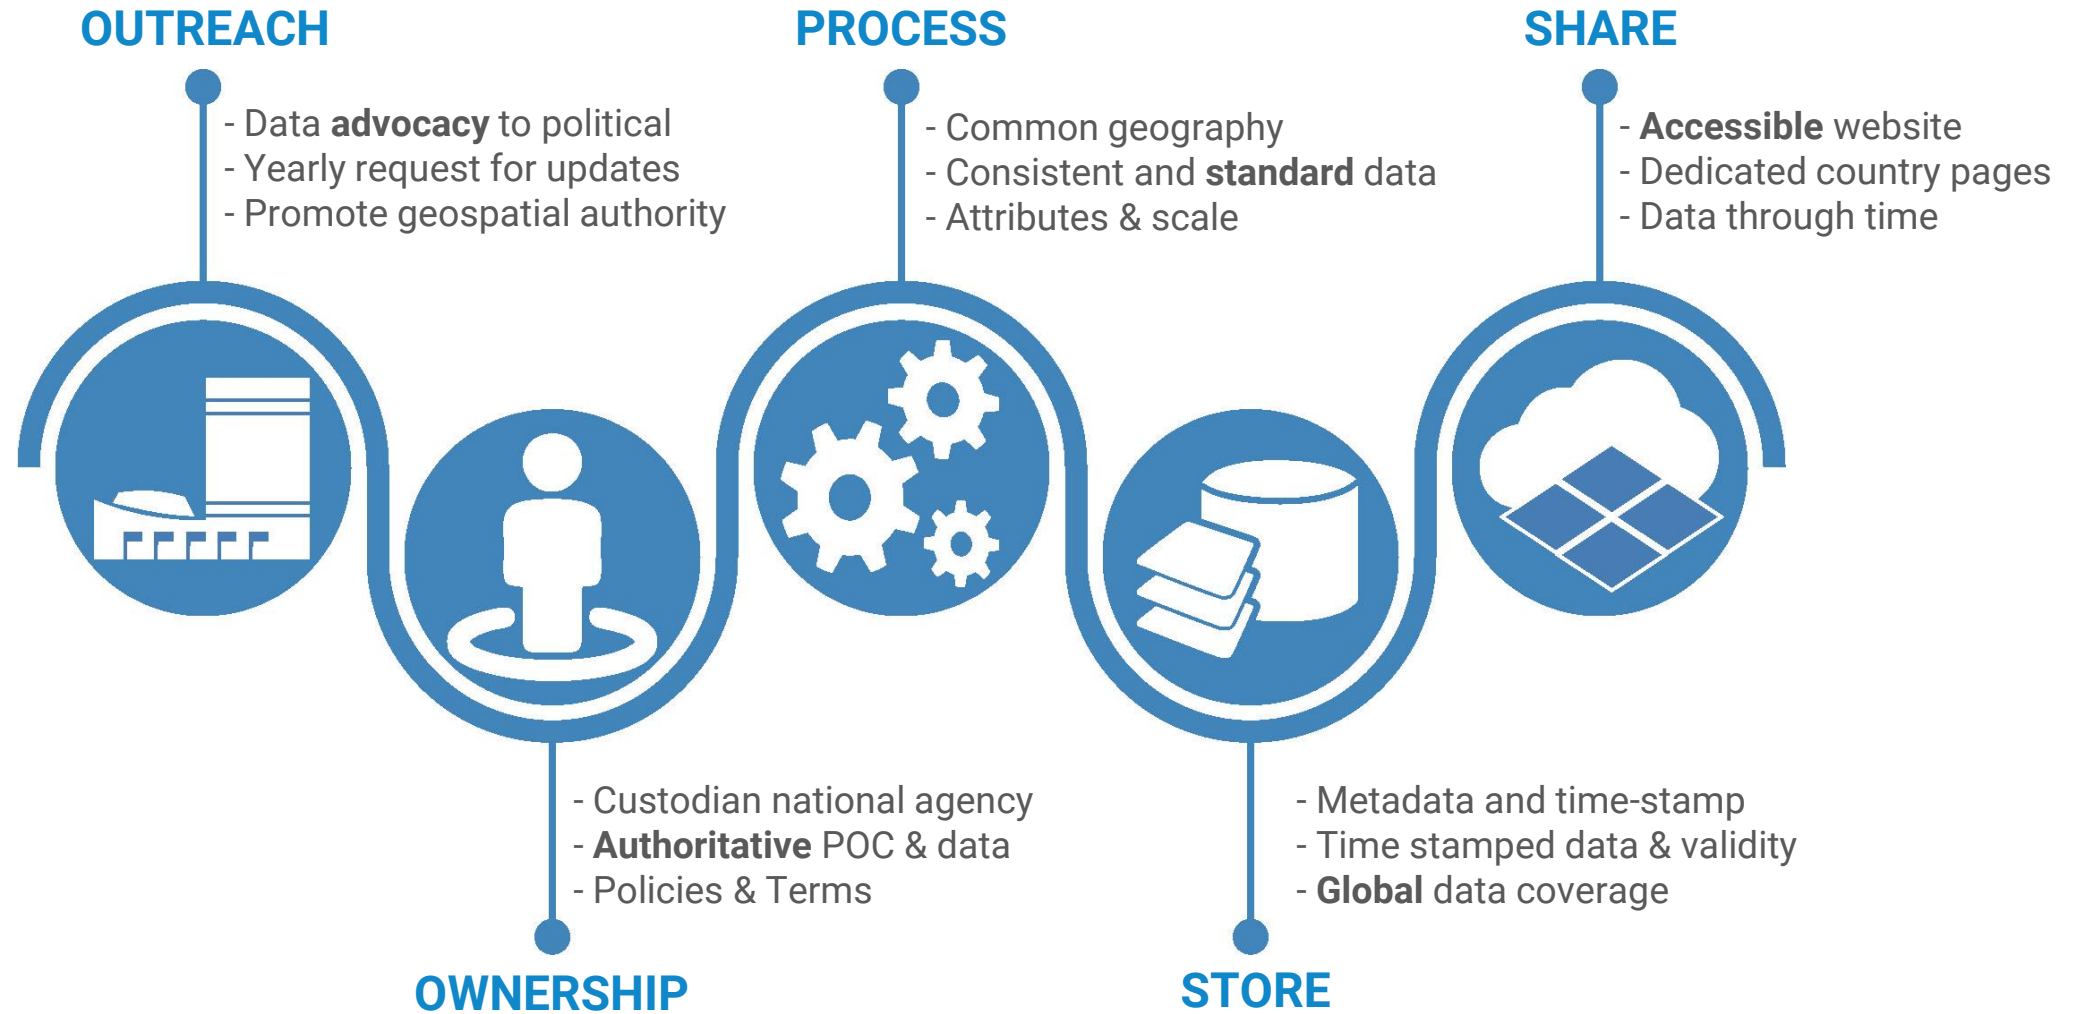 OUTREACH
- Data advocacy to political
- Yearly request for updates
- Promote geospatial authority
OWNERSHIP
- Custodian national agency
- Authoritative POC & data
- Policies & Terms
PROCESS
- Common geography
- Consistent and standard data
- Attributes & scale
STORE
- Metadata and time-stamp
- Time stamped data & validity
- Global data coverage
SHARE
- Accessible website
- Dedicated country pages
- Data through time